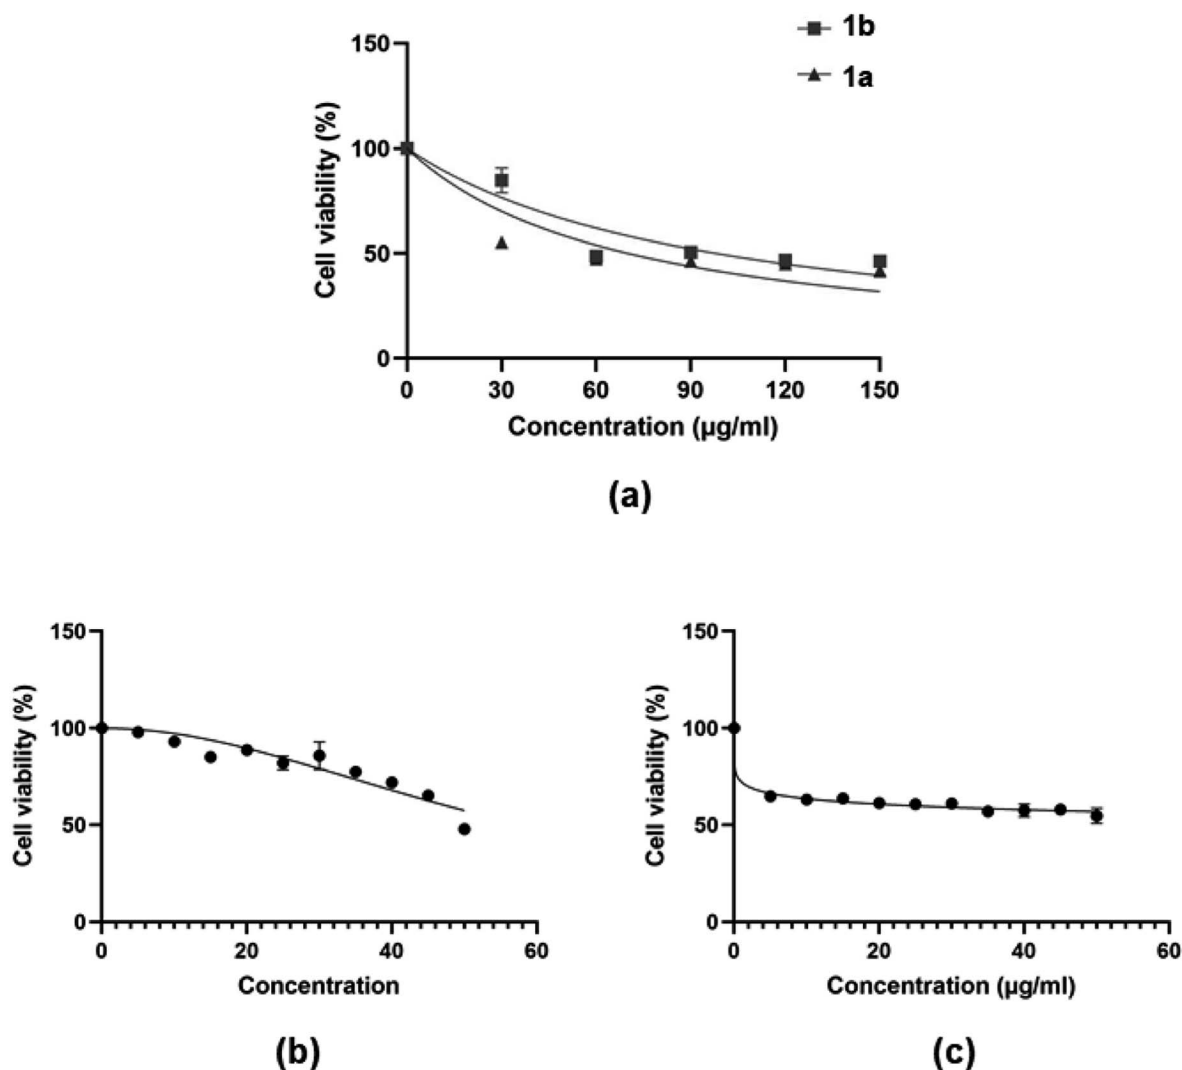 1b
1a
Cell viability (%)
150
100
50
0
0 30 60 90 120 150
Concentration (µg/ml)
(a)
Cell viability (%)
150
100
50
0
0 20 40 60
Concentration
(b)
Cell viability (%)
150
100
50
0
0 20 40 60
Concentration (µg/ml)
(c)